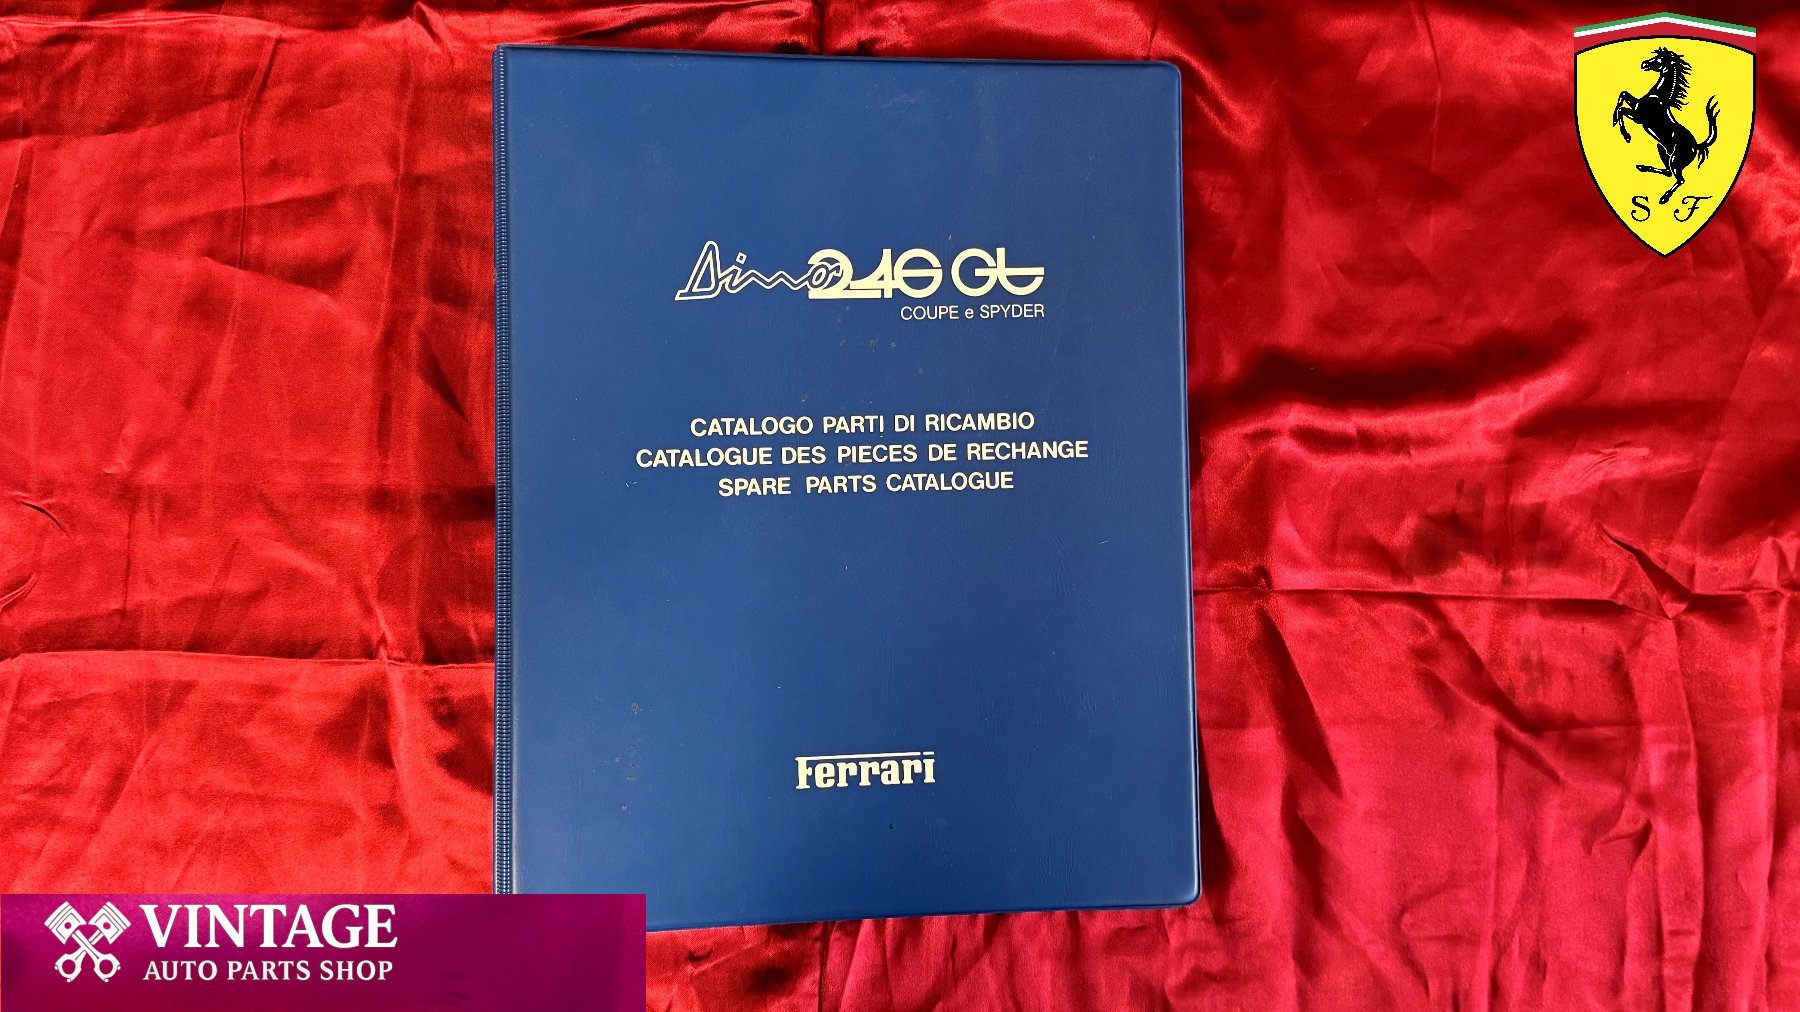 S F
Dino 246 Gt
COUPE e SPYDER
CATALOGO PARTI DI RICAMBIO
CATALOGUE DES PIECES DE RECHANGE
SPARE PARTS CATALOGUE
Ferrari
VINTAGE
AUTO PARTS SHOP